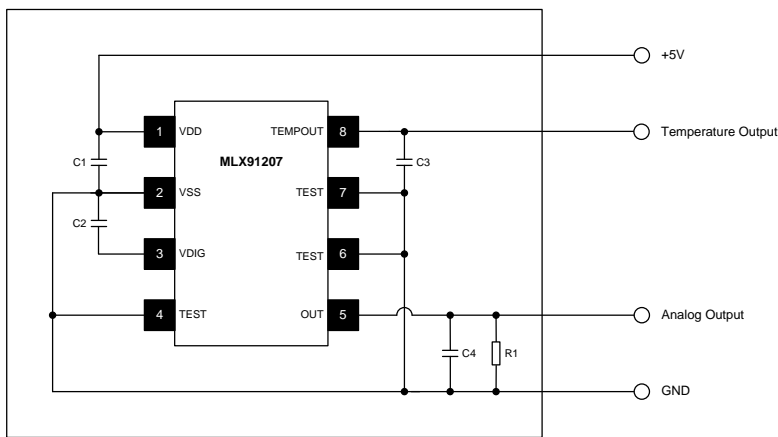 +5V
1 VDD TEMPOUT 8 Temperature Output
C1 MLX91207 C3
2 VSS TEST 7
C2
3 VDIG TEST 6
4 TEST OUT 5 Analog Output
C4 R1
GND